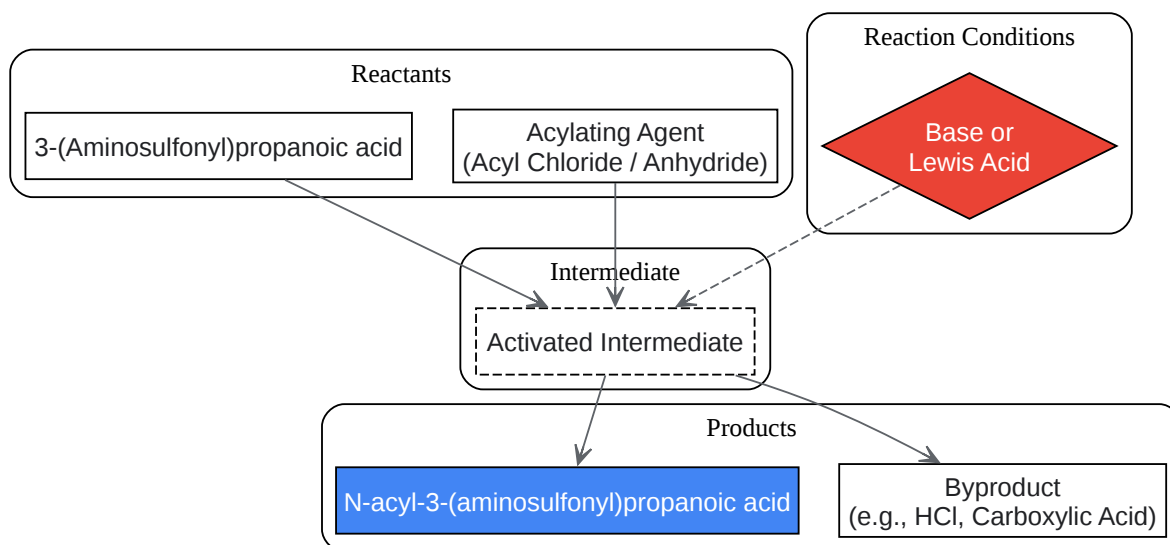 Reaction Conditions
Reactants
3-(Aminosulfonyl)propanoic acid
Acylating Agent
(Acyl Chloride / Anhydride)
Base or
Lewis Acid
Intermediate
Activated Intermediate
Products
N-acyl-3-(aminosulfonyl)propanoic acid
Byproduct
(e.g., HCl, Carboxylic Acid)